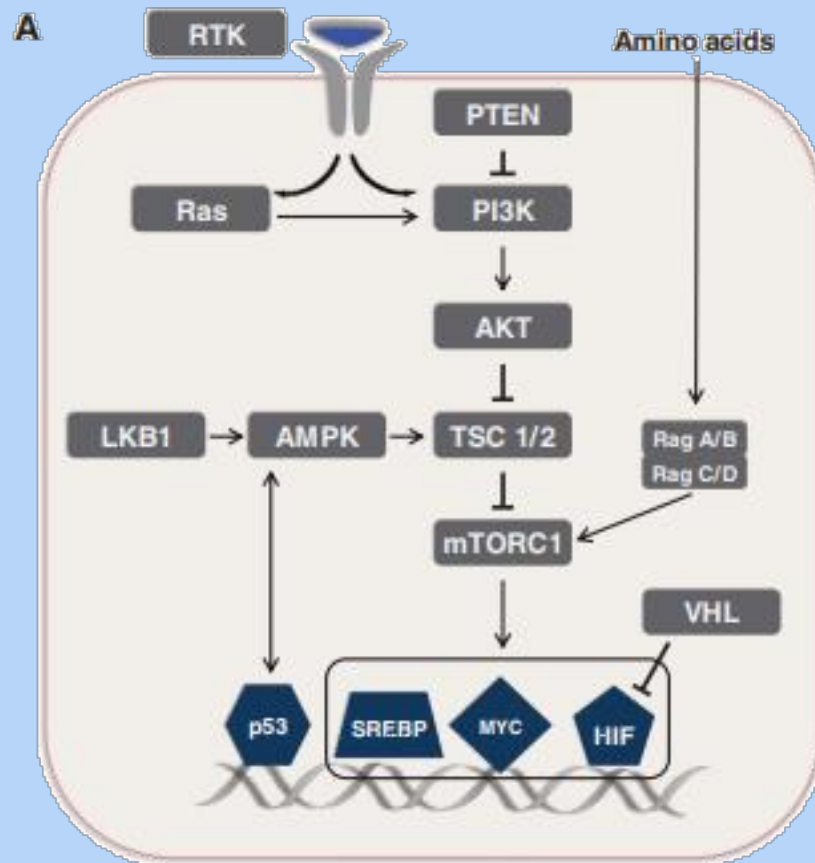 A
RTK
Amino acids
PTEN
Ras
PI3K
AKT
LKB1
AMPK
TSC 1/2
Rag A/B
Rag C/D
mTORC1
VHL
p53
SREBP
MYC
HIF